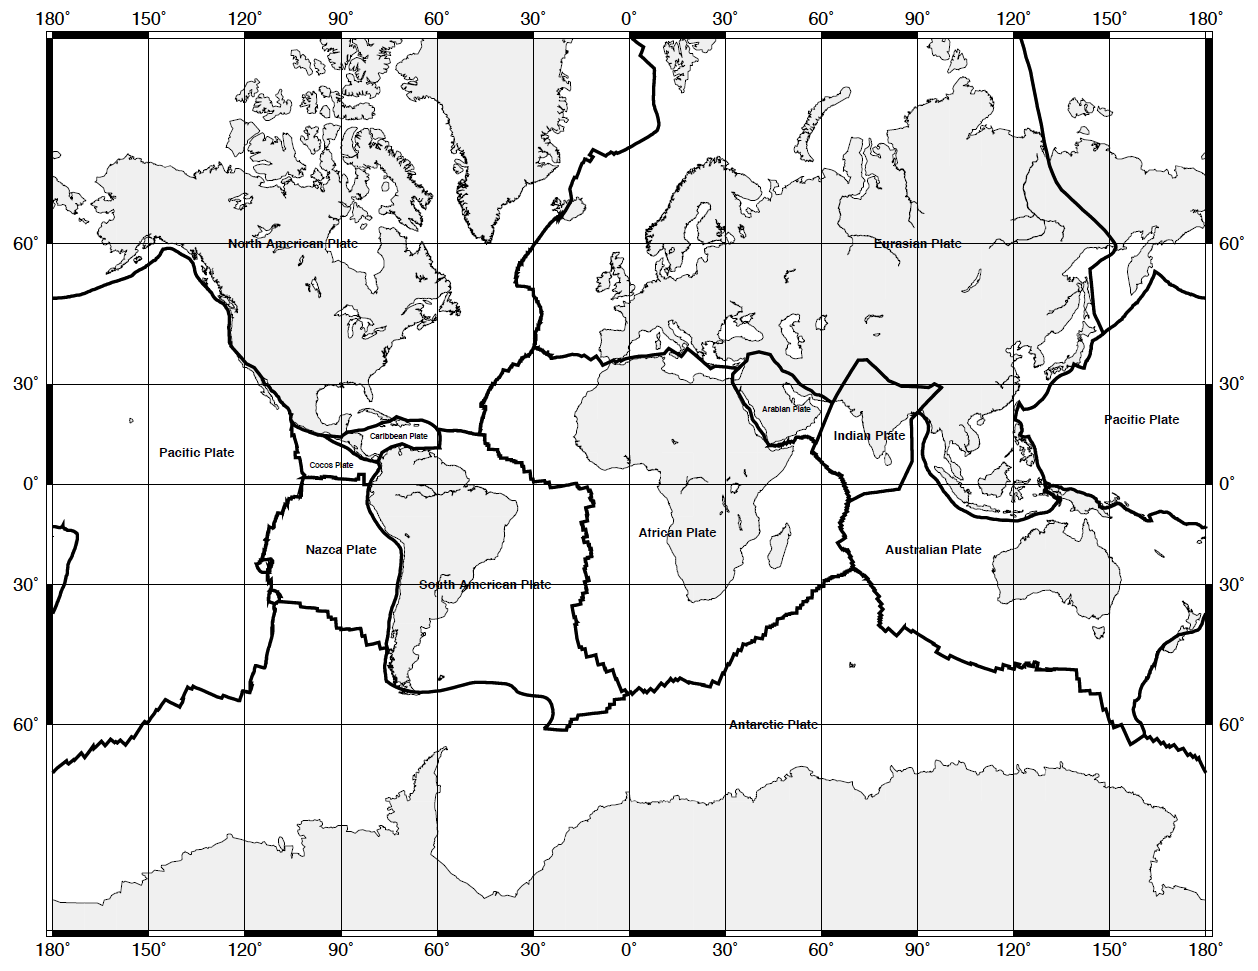 180˚ 150˚ 120˚ 90˚ 60˚ 30˚ 0˚ 30˚ 60˚ 90˚ 120˚ 150˚ 180˚
60˚ North American Plate Eurasian Plate 60˚
30˚ 30˚
Arabian Plate
Pacific Plate
Caribbean Plate Indian Plate
Pacific Plate
Cocos Plate
0˚ 0˚
African Plate
Nazca Plate Australian Plate
30˚ South American Plate 30˚
60˚ Antarctic Plate 60˚
180˚ 150˚ 120˚ 90˚ 60˚ 30˚ 0˚ 30˚ 60˚ 90˚ 120˚ 150˚ 180˚